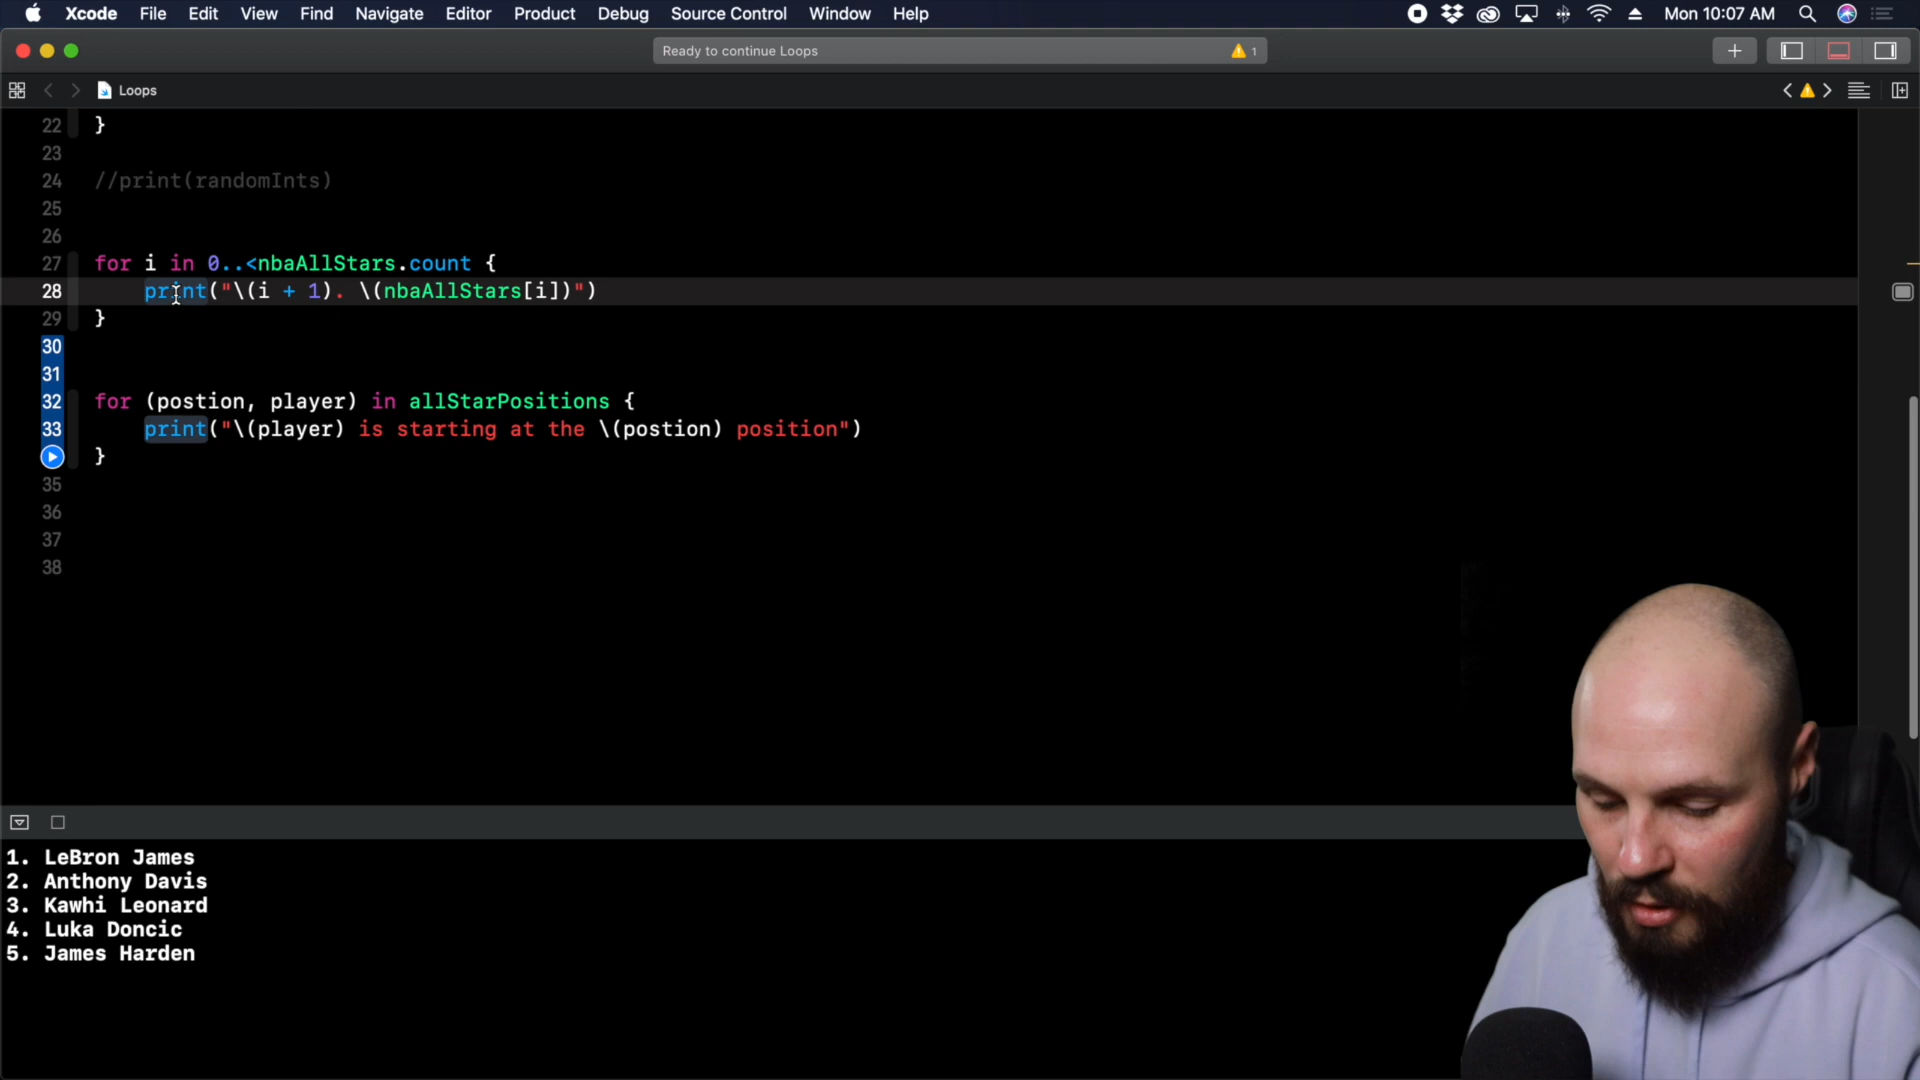 Xcode File Edit View Find Navigate Editor Product Debug Source Control Window Help Mon 10:07 AM
Ready to continue Loops 1
Loops
22 }
23
24 //print(randomInts)
25
26
27 for i in 0..<nbaAllStars.count {
28 print("\(i + 1). \(nbaAllStars[i])")
29 }
30
31
32 for (postion, player) in allStarPositions {
33 print("\(player) is starting at the \(postion) position")
}
35
36
37
38
1. LeBron James
2. Anthony Davis
3. Kawhi Leonard
4. Luka Doncic
5. James Harden